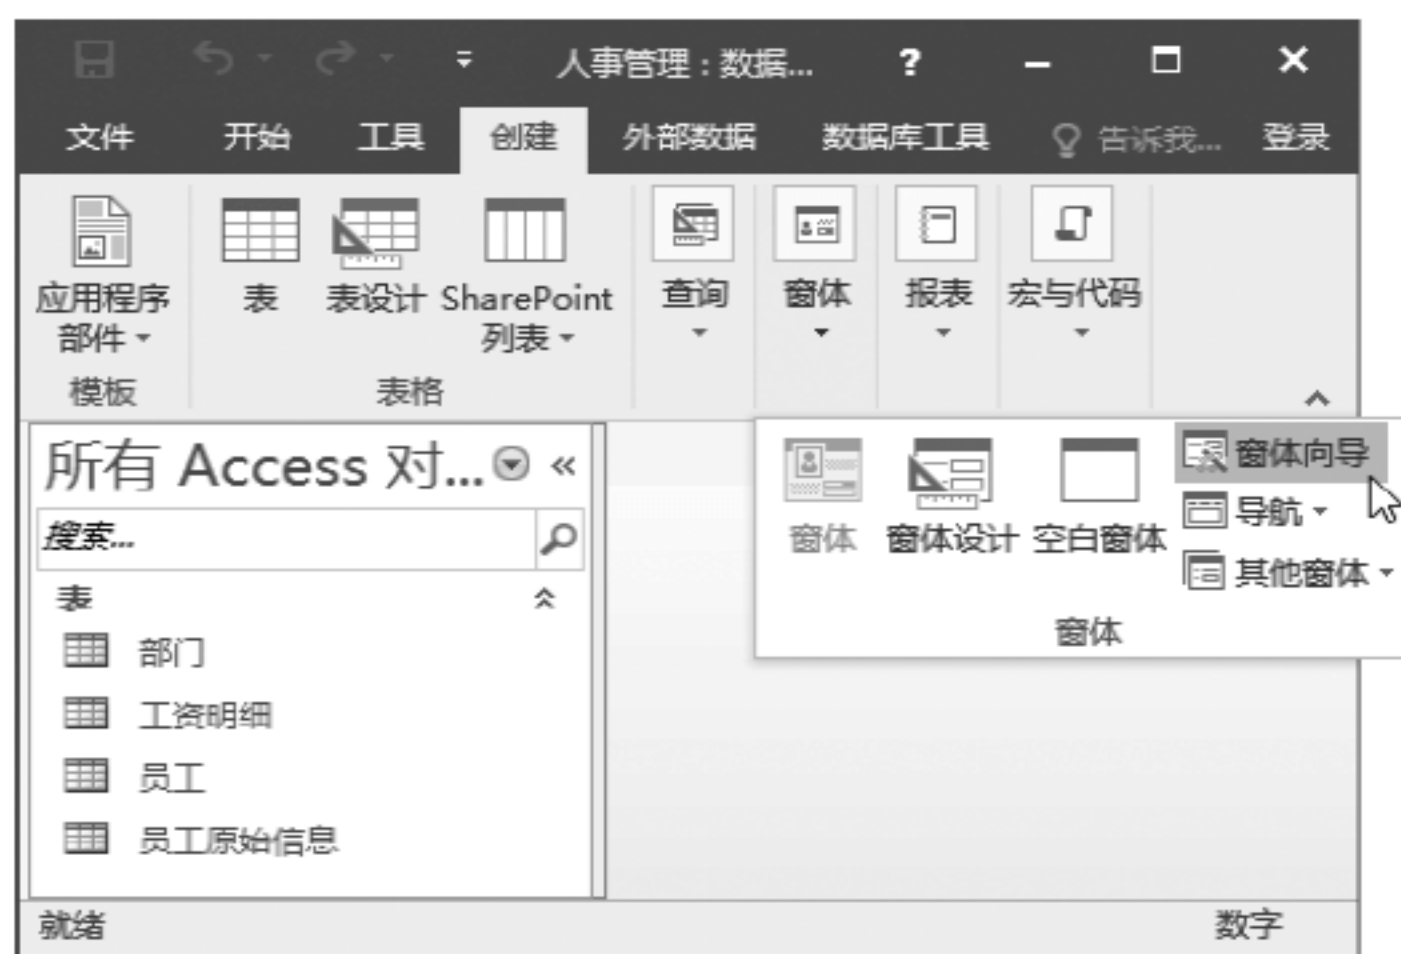 人事管理：数据... ?
文件 开始 工具 创建 外部数据 数据库工具 告诉我... 登录
应用程序 表 表设计 SharePoint 查询 窗体 报表 宏与代码
部件 列表
模板 表格
所有 Access 对... «
搜索...
表
部门
工资明细
员工
员工原始信息
窗体 窗体设计 空白窗体 窗体向导
导航
其他窗体
窗体
就绪 数字